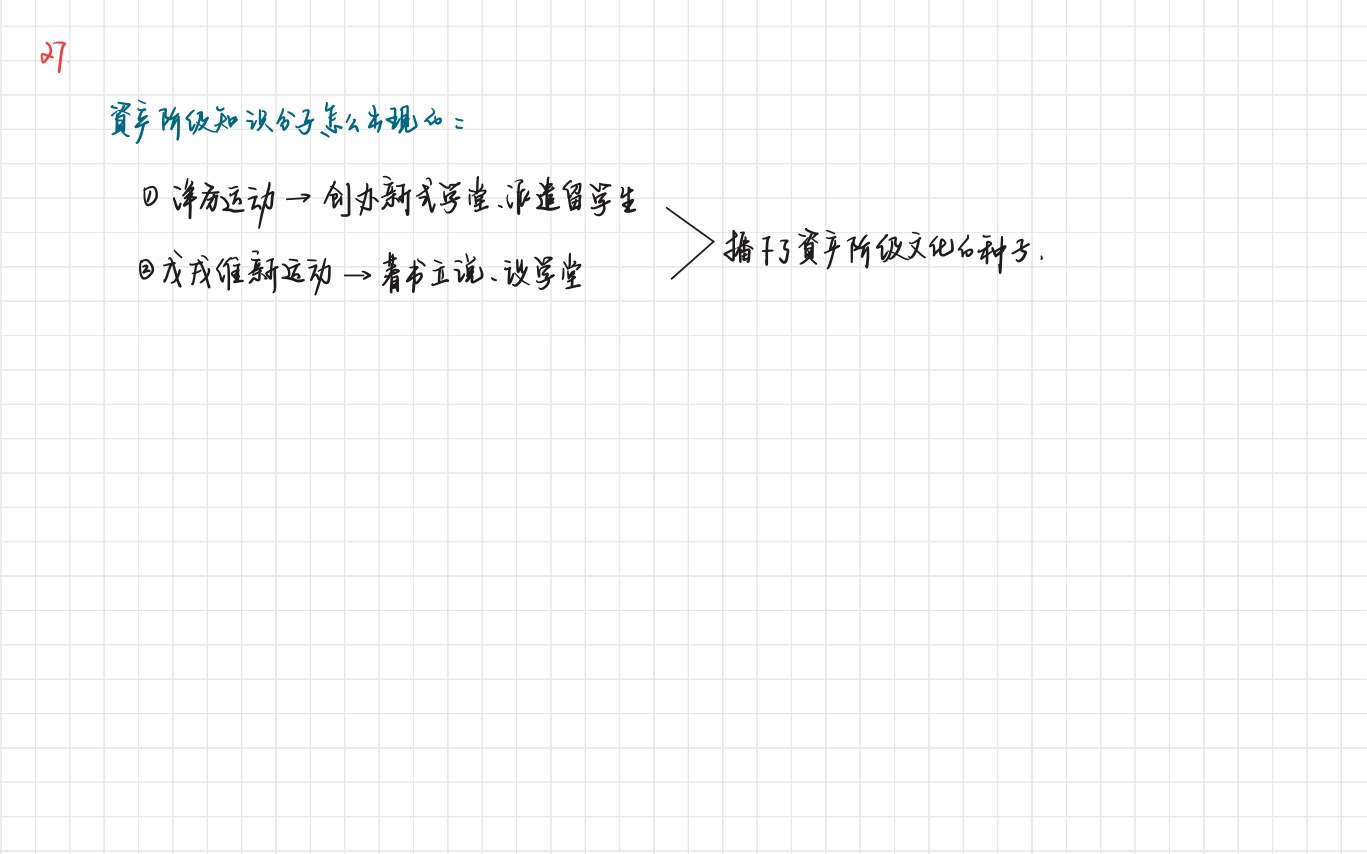 27
資产阶级知识分子怎么出现的：
① 洋务运动 → 创办新式学堂、派遣留学生
② 戊戌维新运动 → 著书立说、设学堂
播下了資产阶级文化的种子.